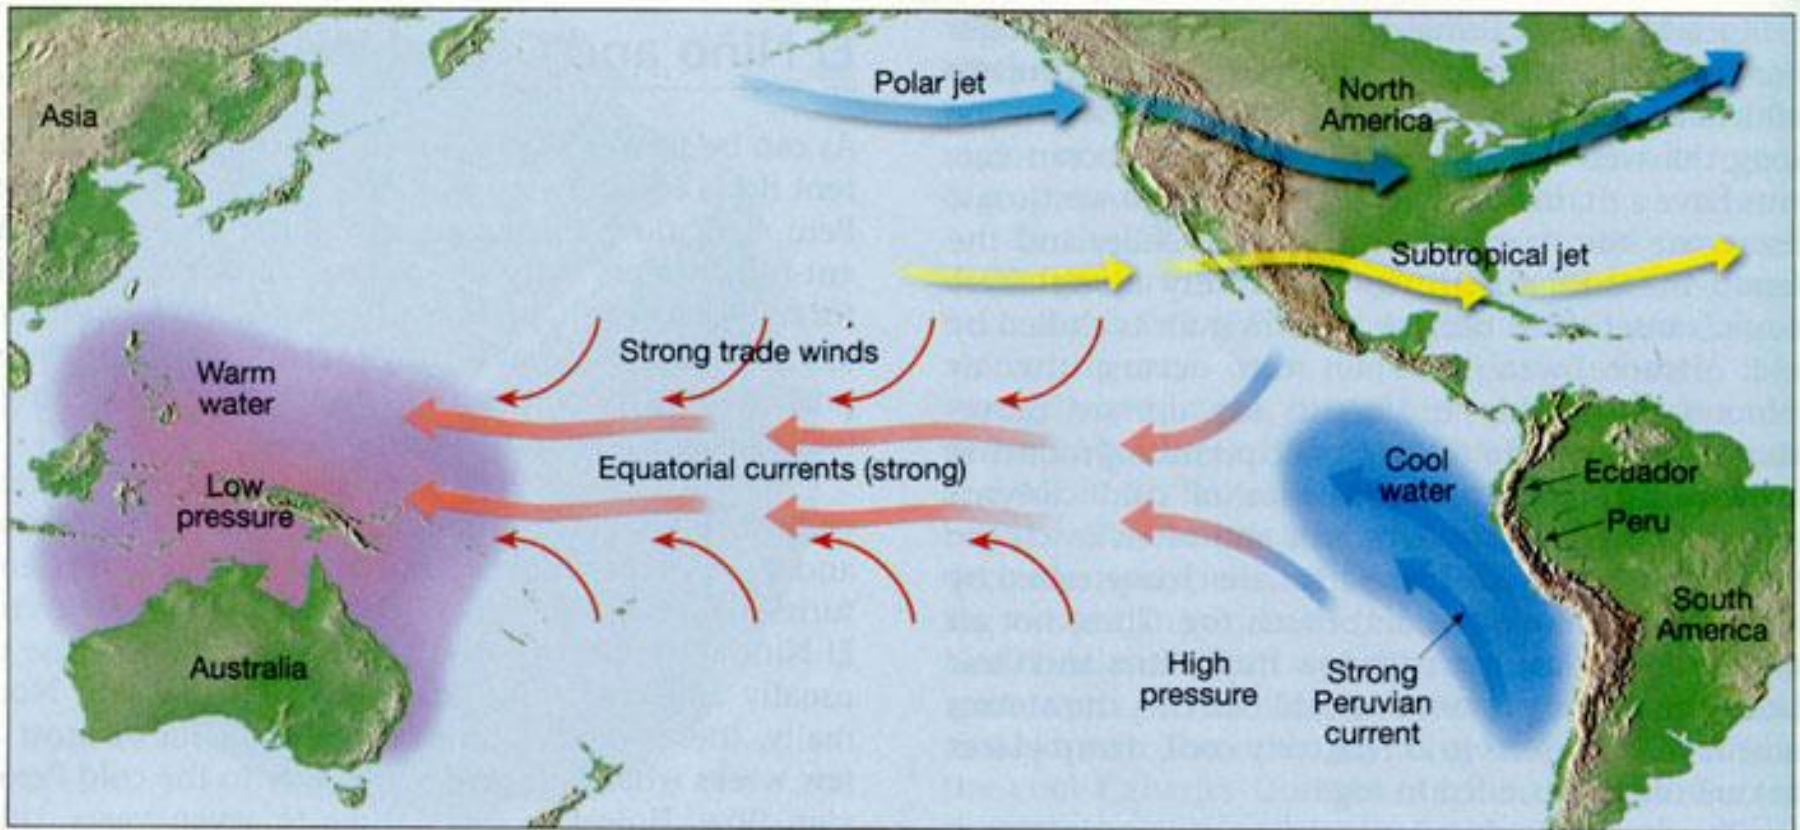 Polar jet
North
America
Asia
Subtropical jet
Strong trade winds
Warm
water
Equatorial currents (strong)
Cool
water
Ecuador
Low
pressure
Peru
South
America
Australia
High
pressure
Strong
Peruvian
current